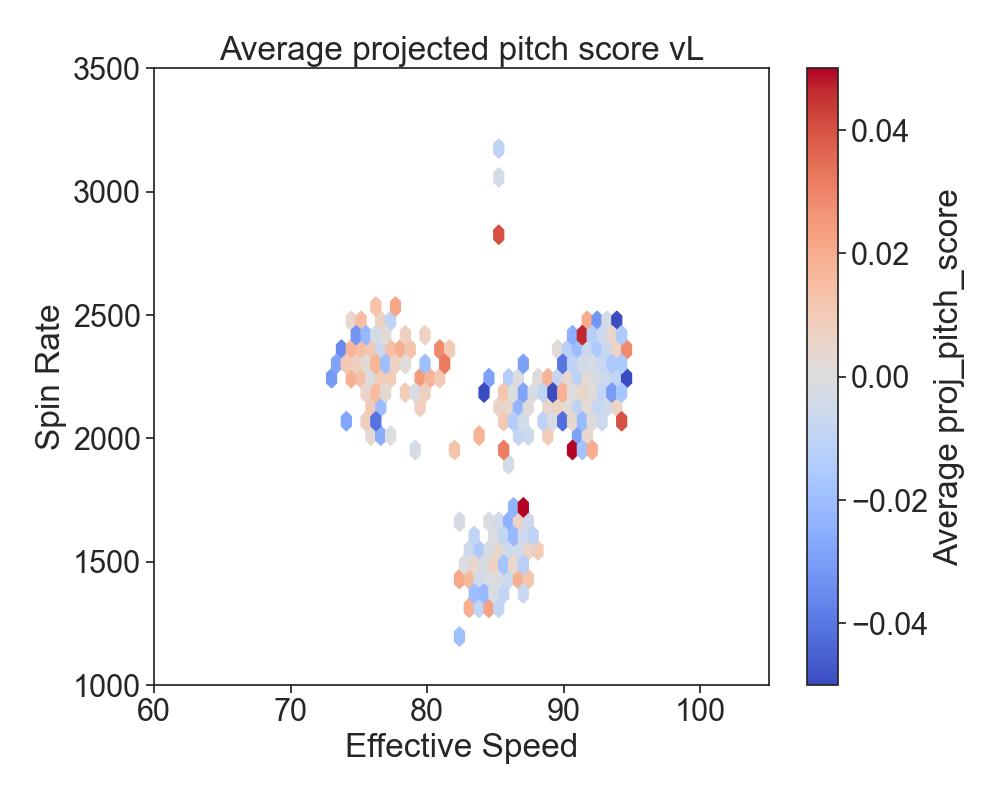 Average projected pitch score vL
3500
3000
2500
2000
1500
1000
Spin Rate
60 70 80 90 100
Effective Speed
0.04
0.02
0.00
−0.02
−0.04
Average proj_pitch_score